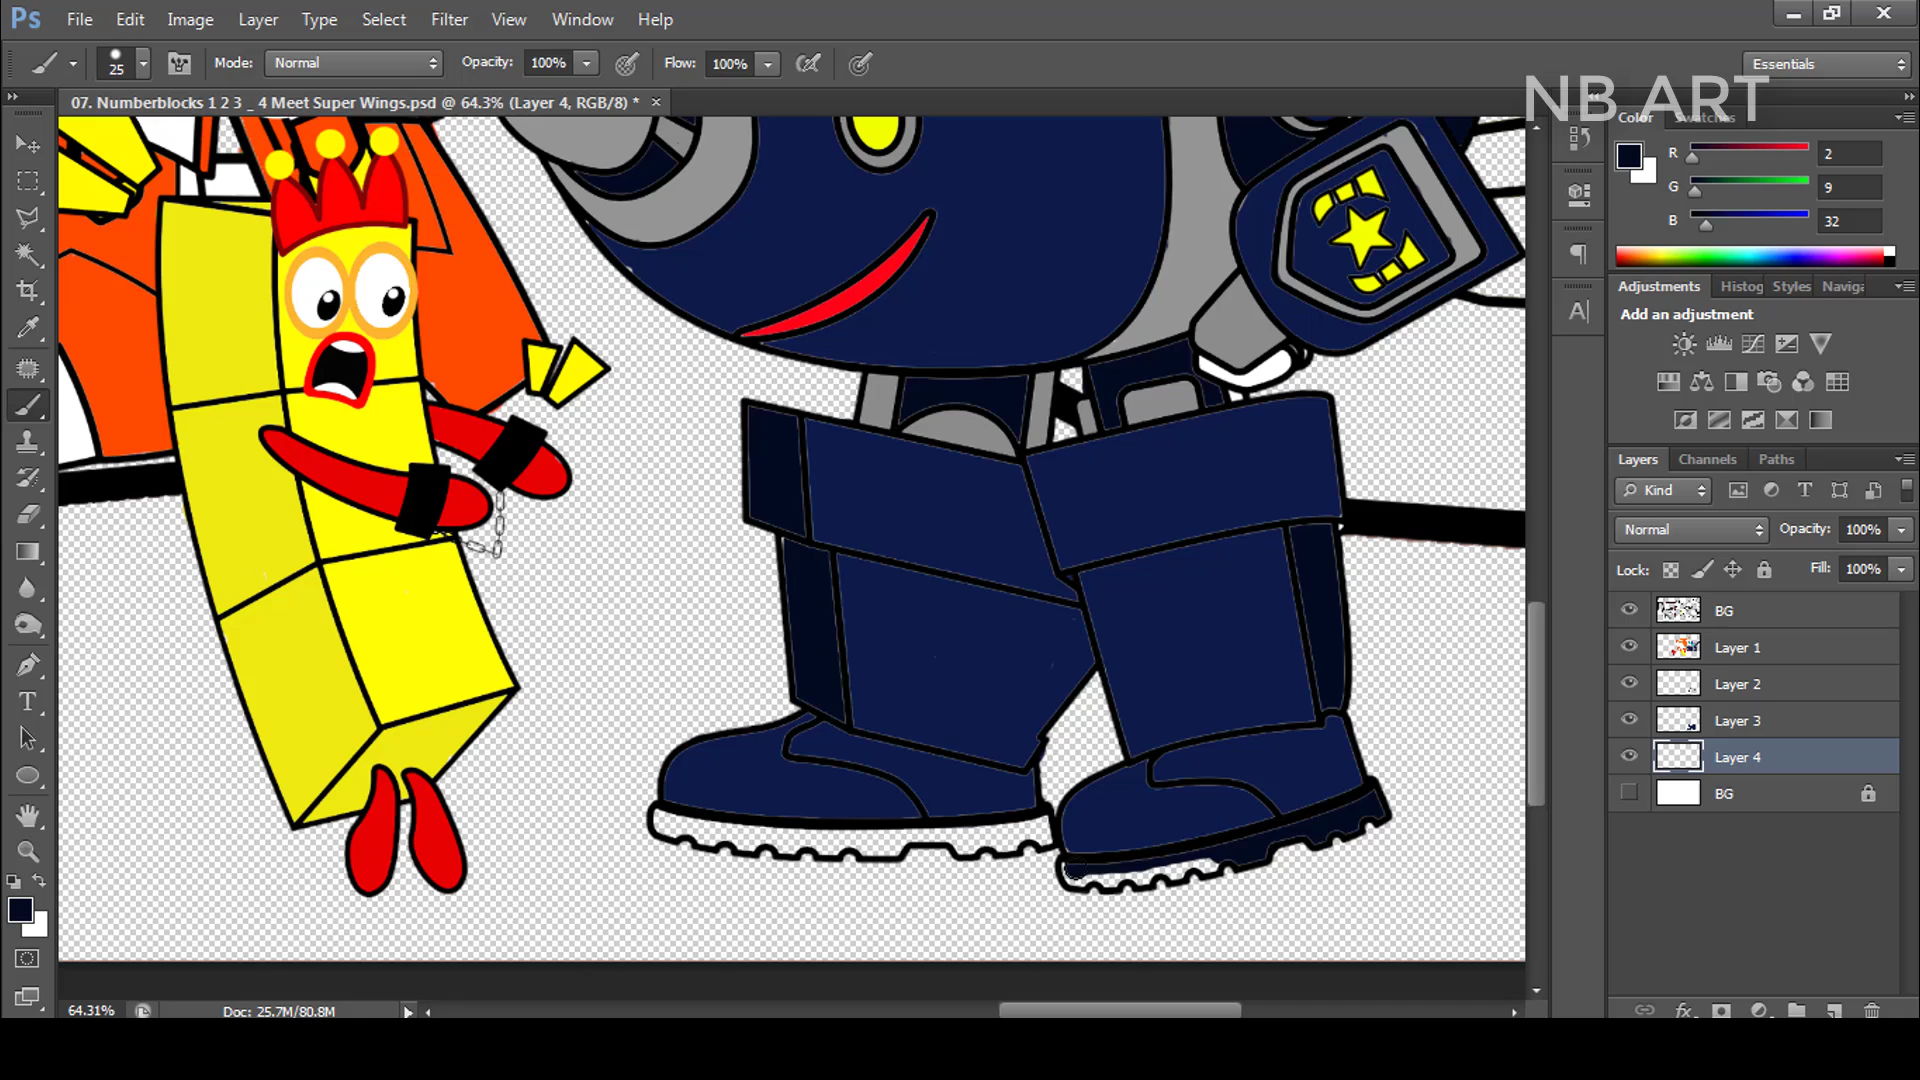 Ps File Edit Image Layer Type Select Filter View Window Help
25 Mode: Normal Opacity: 100% Flow: 100% Essentials
07. Numberblocks 1 2 3 _ 4 Meet Super Wings.psd @ 64.3% (Layer 4, RGB/8) *
NB ART
Color Swatches
R 2
G 9
B 32
Adjustments Histog Styles Naviga
Add an adjustment
Layers Channels Paths
Kind
Normal Opacity: 100%
Lock: Fill: 100%
BG
Layer 1
Layer 2
Layer 3
Layer 4
BG
64.31% Doc: 25.7M/80.8M